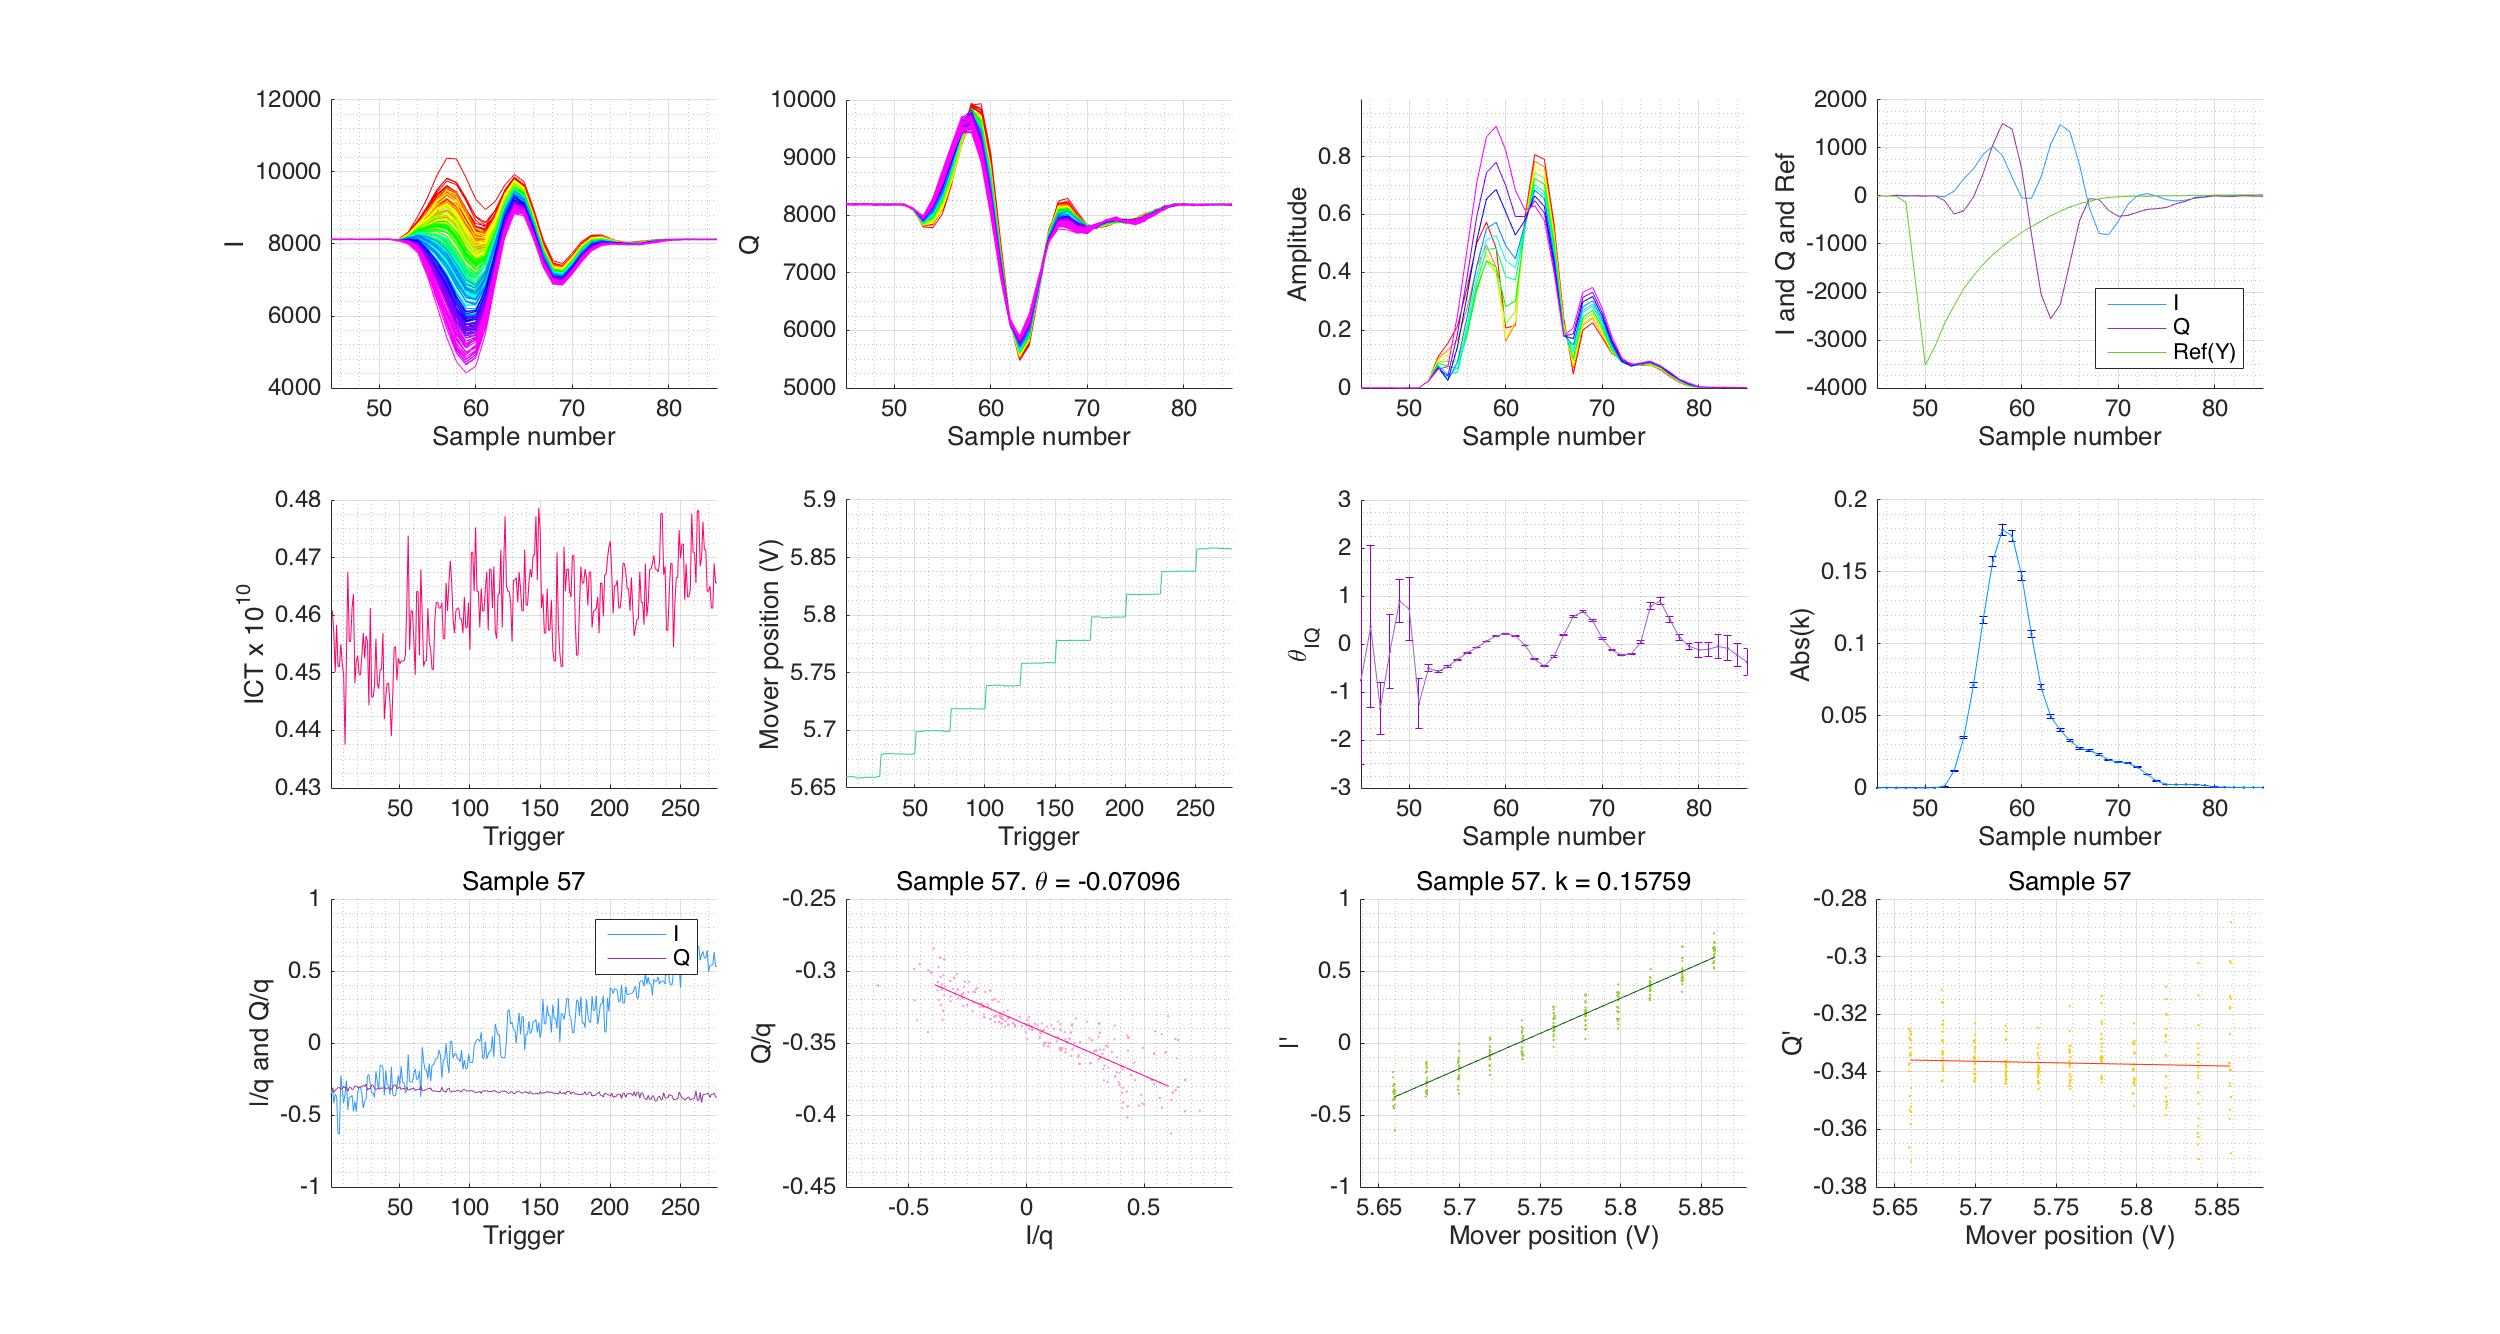 12000
10000
8000
6000
4000
I
50 60 70 80
Sample number
10000
9000
8000
7000
6000
5000
Q
50 60 70 80
Sample number
0.8
0.6
0.4
0.2
0
Amplitude
50 60 70 80
Sample number
2000
1000
0
-1000
-2000
-3000
-4000
I and Q and Ref
I
Q
Ref(Y)
50 60 70 80
Sample number
0.48
0.47
0.46
0.45
0.44
0.43
ICT x 10^10
50 100 150 200 250
Trigger
5.9
5.85
5.8
5.75
5.7
5.65
Mover position (V)
50 100 150 200 250
Trigger
3
2
1
0
-1
-2
-3
θ_IQ
50 60 70 80
Sample number
0.2
0.15
0.1
0.05
0
Abs(k)
50 60 70 80
Sample number
Sample 57
1
0.5
0
-0.5
-1
I/q and Q/q
I
Q
50 100 150 200 250
Trigger
Sample 57. θ = -0.07096
-0.25
-0.3
-0.35
-0.4
-0.45
Q/q
-0.5 0 0.5
I/q
Sample 57. k = 0.15759
1
0.5
0
-0.5
-1
I'
5.65 5.7 5.75 5.8 5.85
Mover position (V)
Sample 57
-0.28
-0.3
-0.32
-0.34
-0.36
-0.38
Q'
5.65 5.7 5.75 5.8 5.85
Mover position (V)